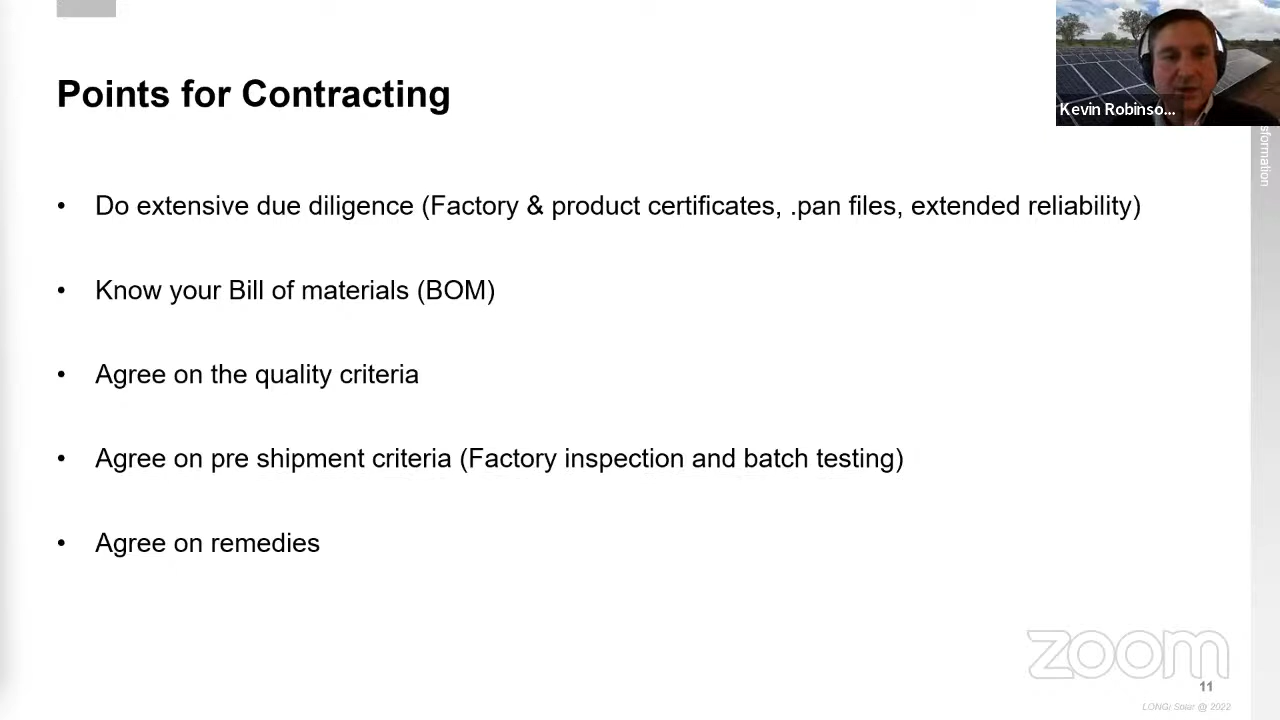 Points for Contracting
Kevin Robinso...
sformation
• Do extensive due diligence (Factory & product certificates, .pan files, extended reliability)
• Know your Bill of materials (BOM)
• Agree on the quality criteria
• Agree on pre shipment criteria (Factory inspection and batch testing)
• Agree on remedies
zoom
11
LONGi Solar @ 2022